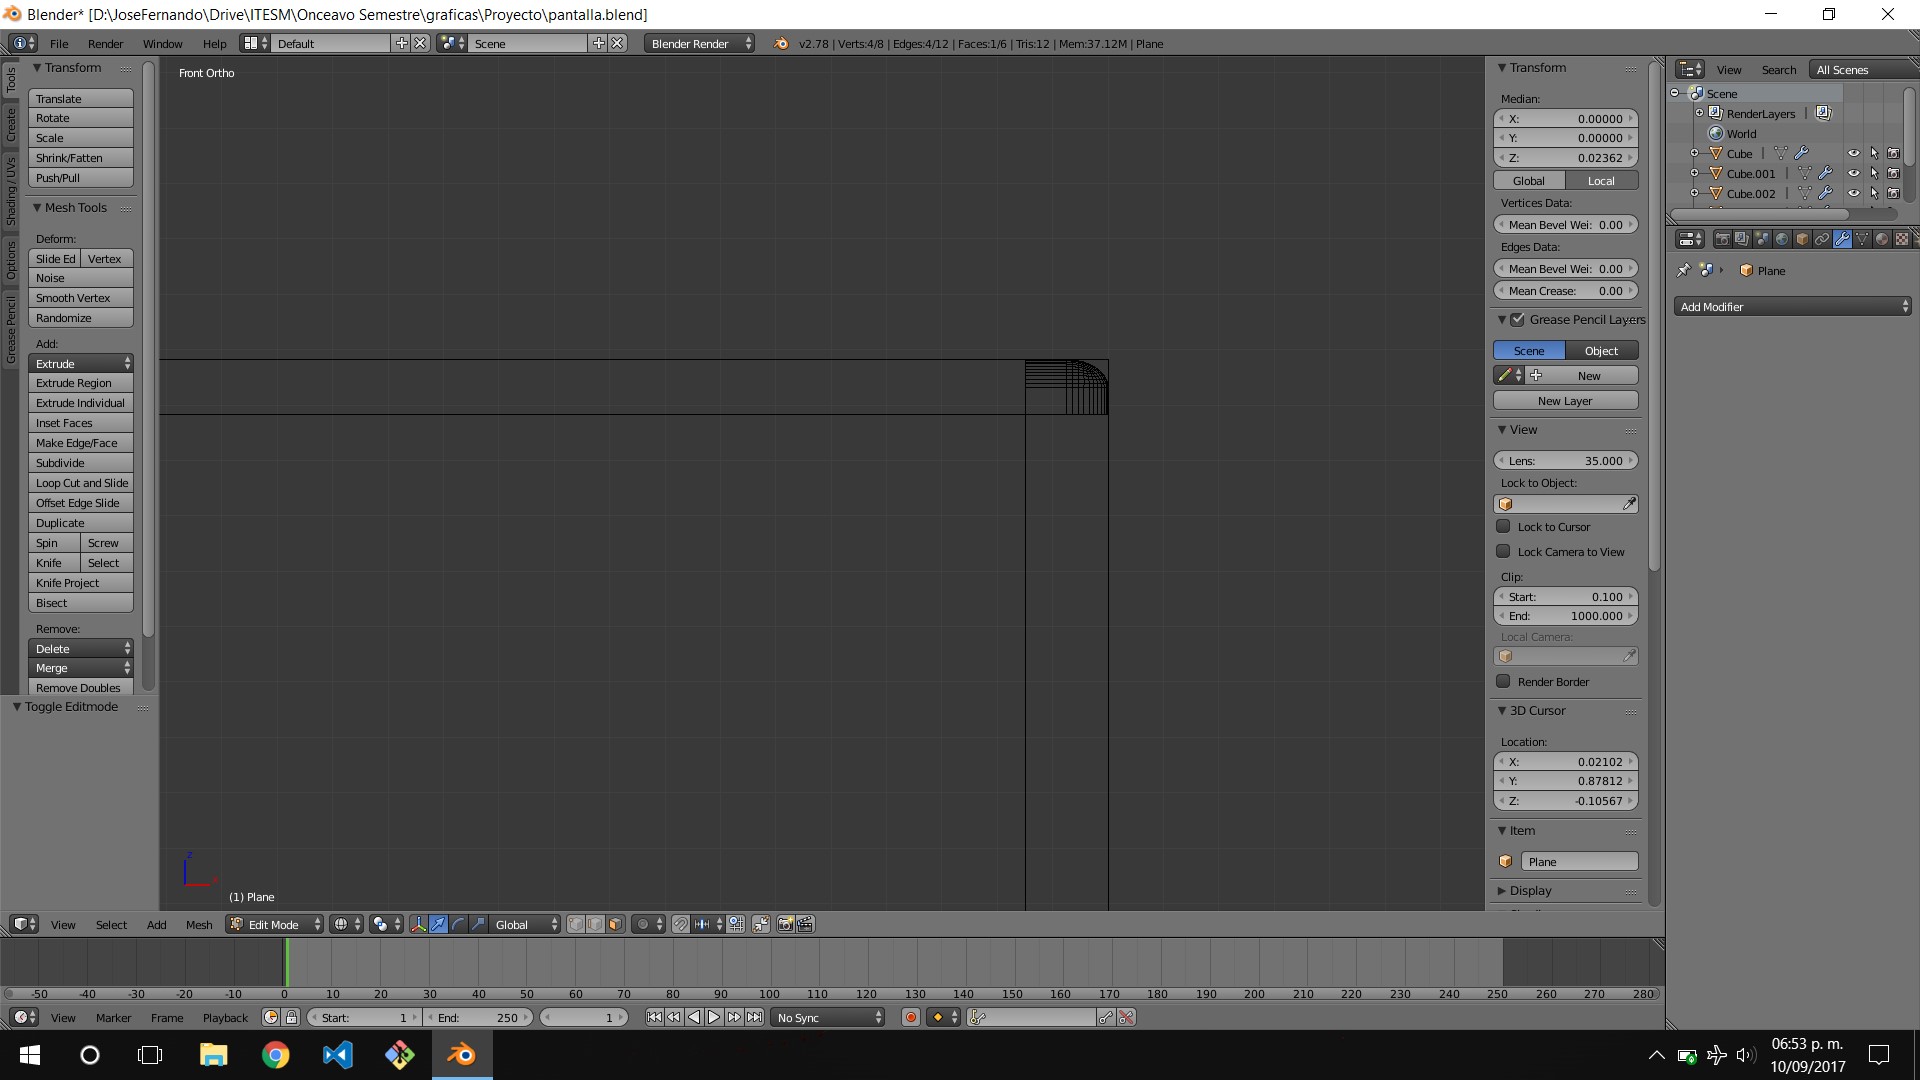 Blender* [D:\JoseFernando\Drive\ITESM\Onceavo Semestre\graficas\Proyecto\pantalla.blend]
File Render Window Help Default Scene Blender Render v2.78 | Verts:4/8 | Edges:4/12 | Faces:1/6 | Tris:12 | Mem:37.12M | Plane
Tools
Create
Shading / UVs
Options
Grease Pencil
Transform
Translate
Rotate
Scale
Shrink/Fatten
Push/Pull
Mesh Tools
Deform:
Slide Ed Vertex
Noise
Smooth Vertex
Randomize
Add:
Extrude
Extrude Region
Extrude Individual
Inset Faces
Make Edge/Face
Subdivide
Loop Cut and Slide
Offset Edge Slide
Duplicate
Spin Screw
Knife Select
Knife Project
Bisect
Remove:
Delete
Merge
Remove Doubles
Toggle Editmode
Front Ortho
z
x
(1) Plane
Transform
Median:
X: 0.00000
Y: 0.00000
Z: 0.02362
Global Local
Vertices Data:
Mean Bevel Wei: 0.00
Edges Data:
Mean Bevel Wei: 0.00
Mean Crease: 0.00
Grease Pencil Layers
Scene Object
New
New Layer
View
Lens: 35.000
Lock to Object:
Lock to Cursor
Lock Camera to View
Clip:
Start: 0.100
End: 1000.000
Local Camera:
Render Border
3D Cursor
Location:
X: 0.02102
Y: 0.87812
Z: -0.10567
Item
Plane
Display
View Search All Scenes
Scene
RenderLayers |
World
Cube |
Cube.001 |
Cube.002 |
Plane
Add Modifier
View Select Add Mesh Edit Mode Global
-50 -40 -30 -20 -10 0 10 20 30 40 50 60 70 80 90 100 110 120 130 140 150 160 170 180 190 200 210 220 230 240 250 260 270 280
View Marker Frame Playback Start: 1 End: 250 1 No Sync
06:53 p. m.
10/09/2017